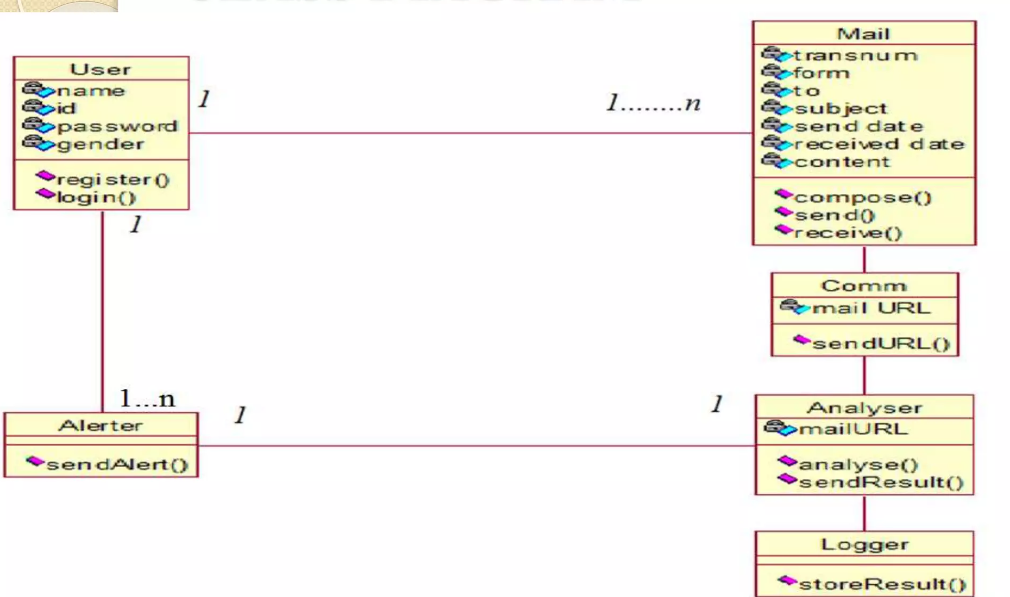 User
name
id
password
gender
register()
login()
1
1........n
Mail
transnum
form
to
subject
send date
received date
content
compose()
send()
receive()
1
Comm
mail URL
sendURL()
1...n
Alerter
sendAlert()
1
1
Analyser
mailURL
analyse()
sendResult()
Logger
storeResult()